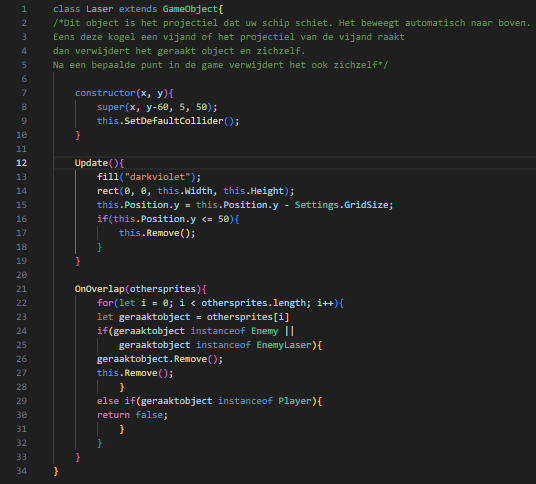 1 class Laser extends GameObject{
2 /*Dit object is het projectiel dat uw schip schiet. Het beweegt automatisch naar boven.
3 Eens deze kogel een vijand of het projectiel van de vijand raakt
4 dan verwijdert het geraakt object en zichzelf.
5 Na een bepaalde punt in de game verwijdert het ook zichzelf*/
6
7 constructor(x, y){
8 super(x, y-60, 5, 50);
9 this.SetDefaultCollider();
10 }
11
12 Update(){
13 fill("darkviolet");
14 rect(0, 0, this.Width, this.Height);
15 this.Position.y = this.Position.y - Settings.GridSize;
16 if(this.Position.y <= 50){
17 this.Remove();
18 }
19 }
20
21 OnOverlap(othersprites){
22 for(let i = 0; i < othersprites.length; i++){
23 let geraaktobject = othersprites[i]
24 if(geraaktobject instanceof Enemy ||
25 geraaktobject instanceof EnemyLaser){
26 geraaktobject.Remove();
27 this.Remove();
28 }
29 else if(geraaktobject instanceof Player){
30 return false;
31 }
32 }
33 }
34 }